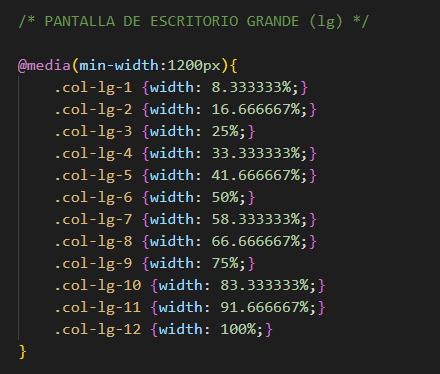 /* PANTALLA DE ESCRITORIO GRANDE (lg) */
@media(min-width:1200px){
.col-lg-1 {width: 8.333333%;}
.col-lg-2 {width: 16.666667%;}
.col-lg-3 {width: 25%;}
.col-lg-4 {width: 33.333333%;}
.col-lg-5 {width: 41.666667%;}
.col-lg-6 {width: 50%;}
.col-lg-7 {width: 58.333333%;}
.col-lg-8 {width: 66.666667%;}
.col-lg-9 {width: 75%;}
.col-lg-10 {width: 83.333333%;}
.col-lg-11 {width: 91.666667%;}
.col-lg-12 {width: 100%;}
}